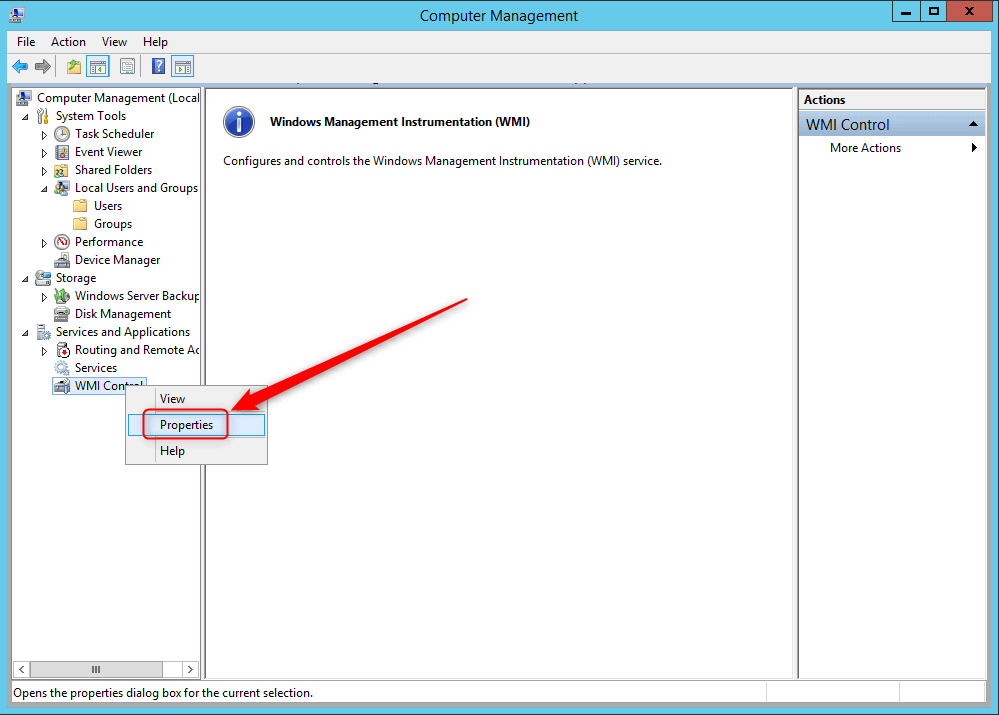 Computer Management
File Action View Help
Computer Management (Local
System Tools
Task Scheduler
Event Viewer
Shared Folders
Local Users and Groups
Users
Groups
Performance
Device Manager
Storage
Windows Server Backup
Disk Management
Services and Applications
Routing and Remote Ac
Services
WMI Control
View
Properties
Help
Windows Management Instrumentation (WMI)
Configures and controls the Windows Management Instrumentation (WMI) service.
Actions
WMI Control
More Actions
Opens the properties dialog box for the current selection.